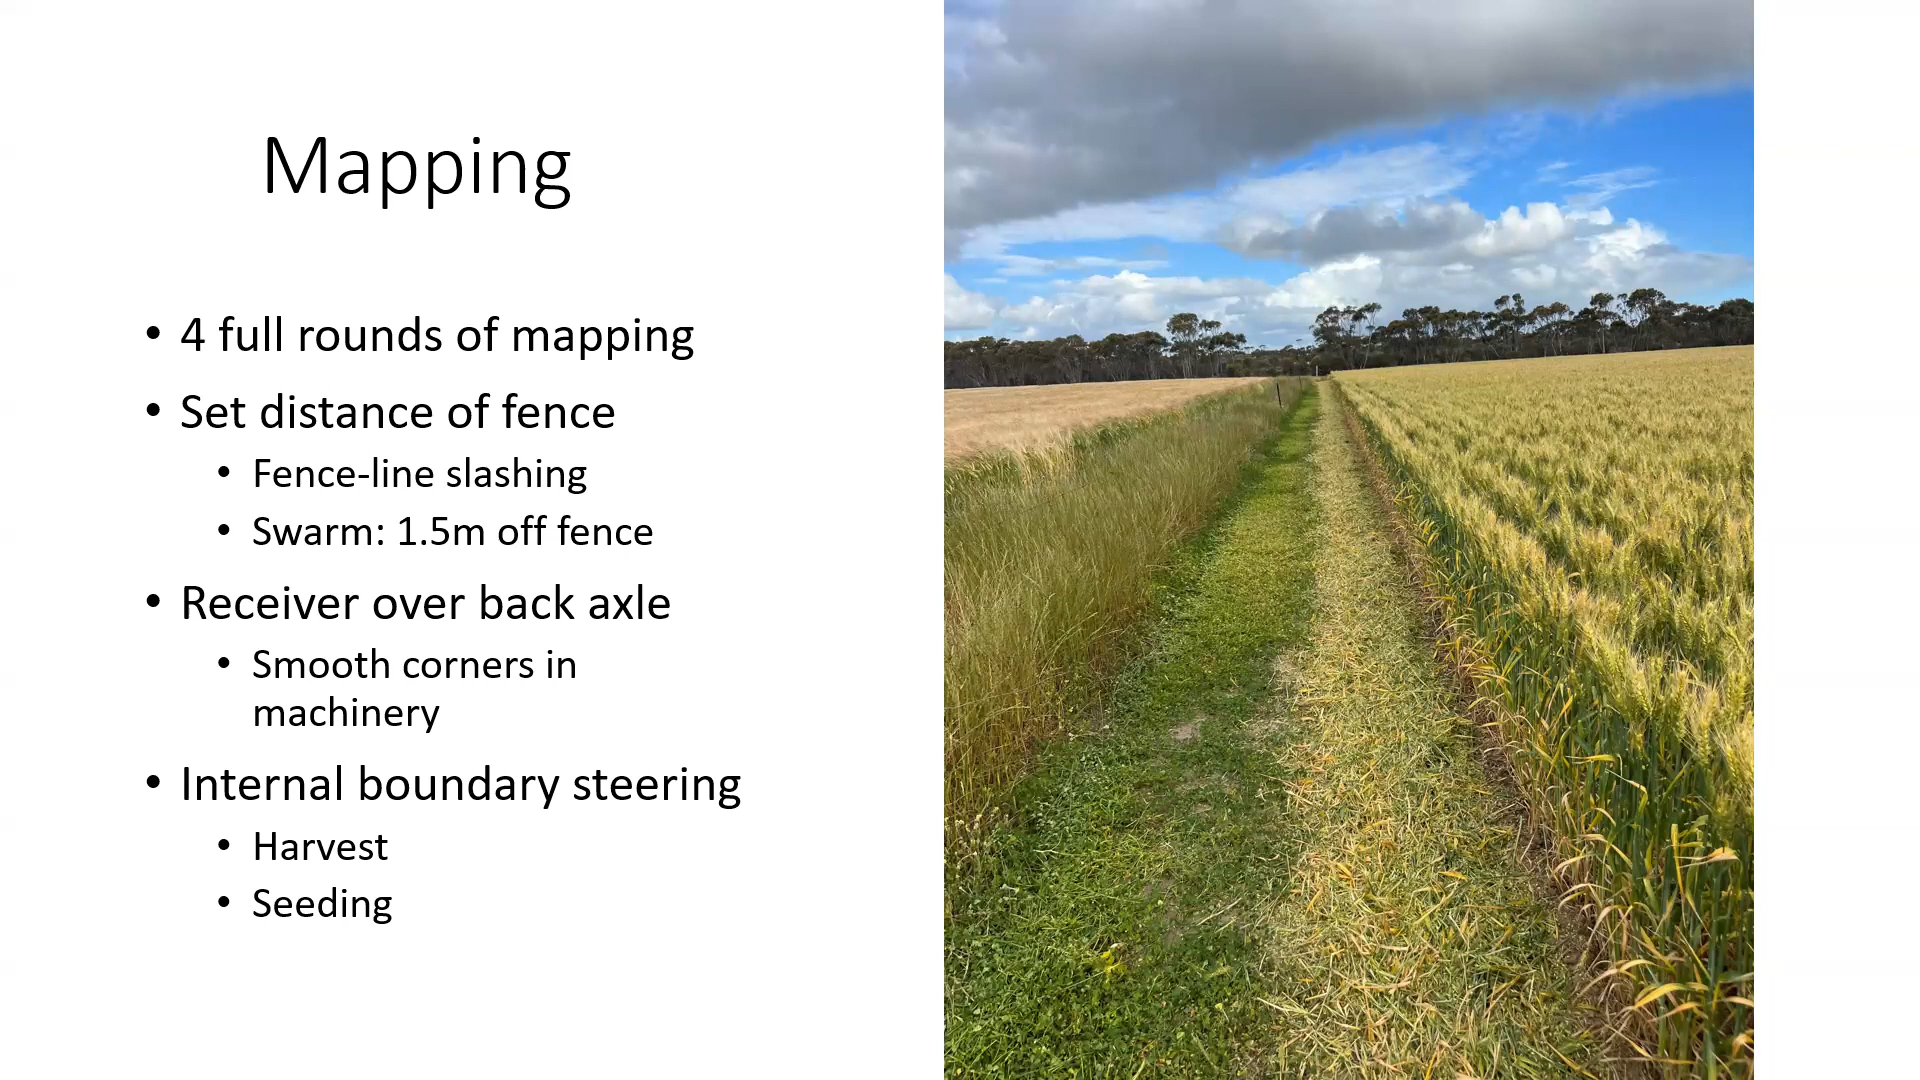 Mapping
• 4 full rounds of mapping
• Set distance of fence
• Fence-line slashing
• Swarm: 1.5m off fence
• Receiver over back axle
• Smooth corners in
machinery
• Internal boundary steering
• Harvest
• Seeding